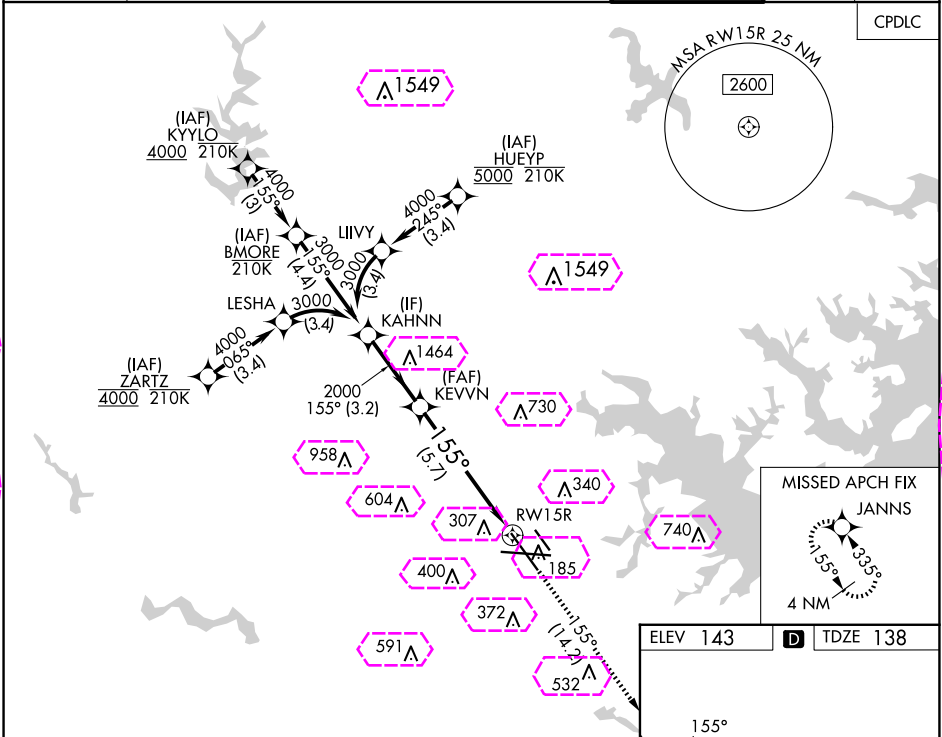 CPDLC
MSA RW15R 25 NM
2600
1549
(IAF)
KYYLO
4000 210K
4000
155°
(3)
(IAF)
HUEYP
5000 210K
4000
245°
(3.4)
LIIVY
3000
(3.4)
(IAF)
BMORE
210K
3000
155°
(4.4)
1549
LESHA
3000
(3.4)
(IF)
KAHNN
1464
4000
065°
(3.4)
(IAF)
ZARTZ
4000 210K
2000
155° (3.2)
(FAF)
KEVVN
730
155°
(5.7)
958
604
340
307
RW15R
740
185
400
372
591
155°
(14.2)
532
MISSED APCH FIX
JANNS
155°
335°
4 NM
ELEV 143
D
TDZE 138
155°